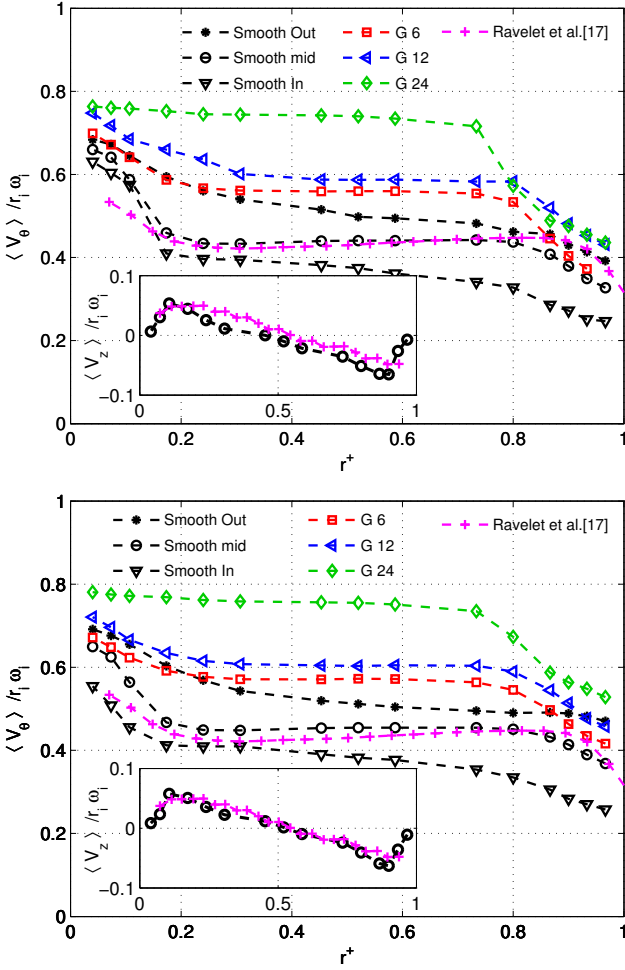 1
0.8
0.6
0.4
0.2
0
⟨ V_θ ⟩ /r_i ω_i
Smooth Out
Smooth mid
Smooth In
G 6
G 12
G 24
Ravelet et al.[17]
0.1
0
−0.1
⟨ V_z ⟩ /r_i ω_i
0 0.5 1
0 0.2 0.4 0.6 0.8 1
r^+
1
0.8
0.6
0.4
0.2
0
⟨ V_θ ⟩ /r_i ω_i
Smooth Out
Smooth mid
Smooth In
G 6
G 12
G 24
Ravelet et al.[17]
0.1
0
−0.1
⟨ V_z ⟩ /r_i ω_i
0 0.5 1
0 0.2 0.4 0.6 0.8 1
r^+